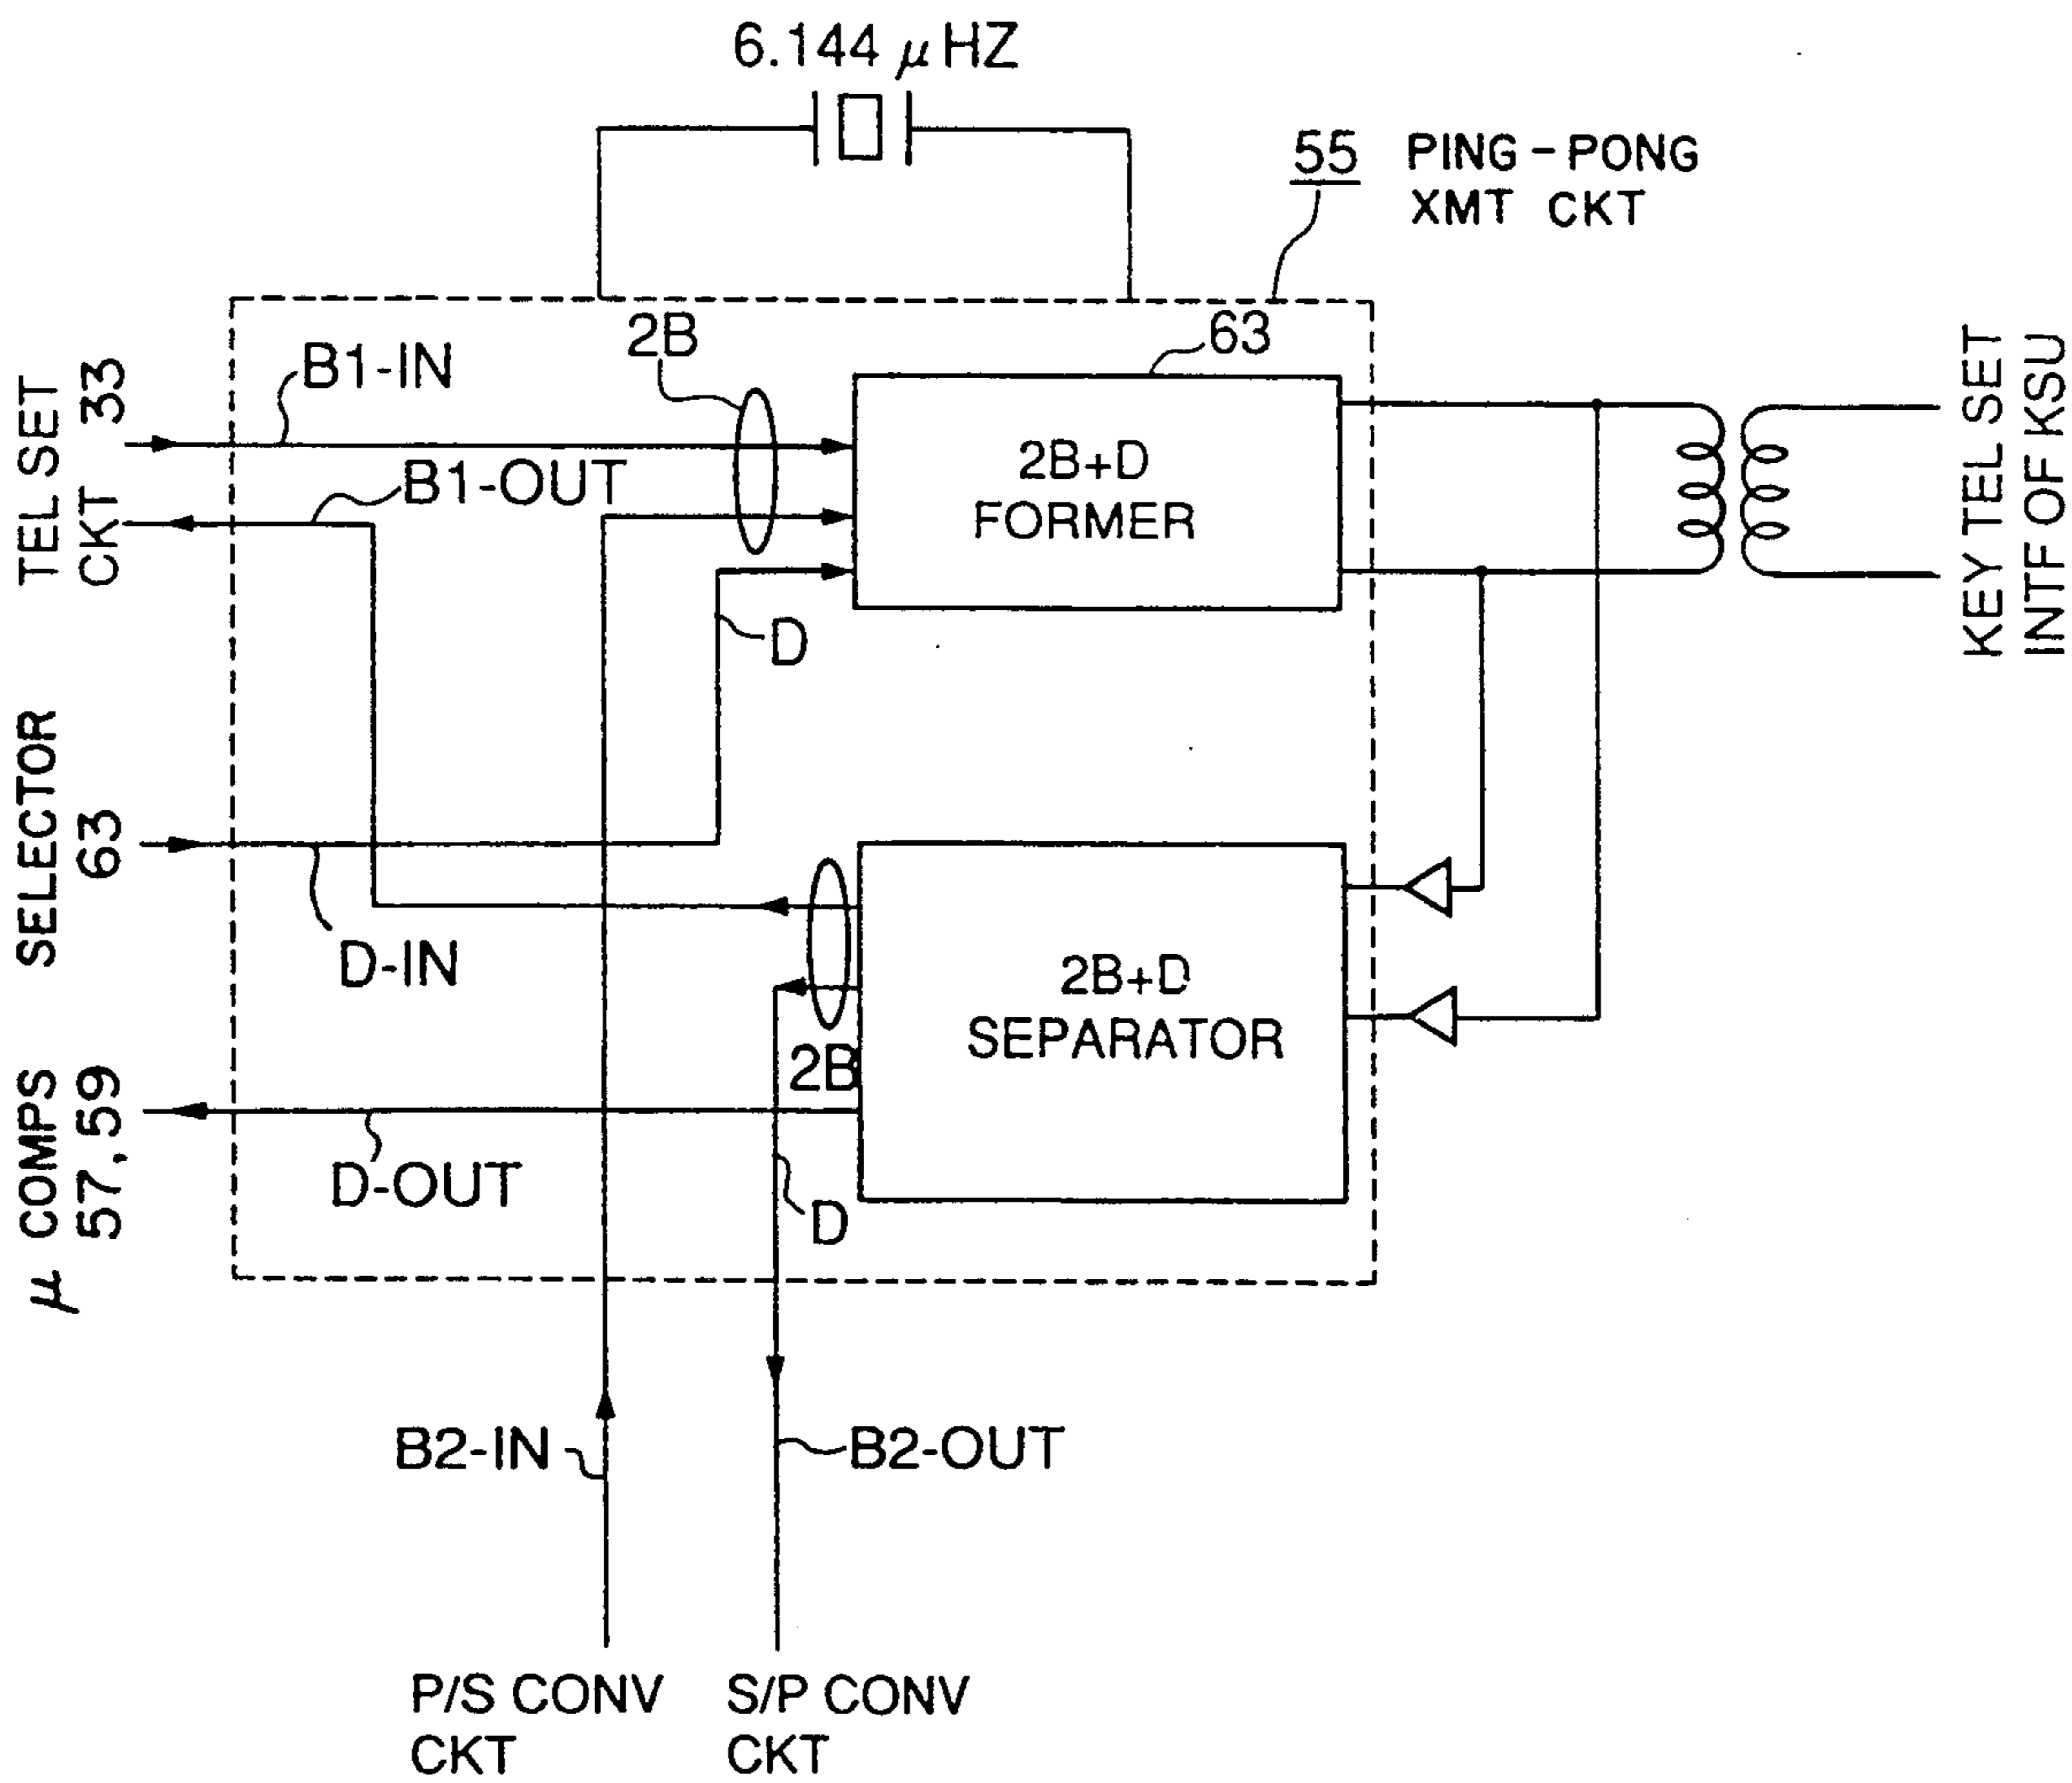 6.144 μHZ
55 PING-PONG
XMT CKT
2B
63
B1-IN
TEL SET
CKT 33
B1-OUT
2B+D
FORMER
KEY TEL SET
INTF OF KSU
D
SELECTOR
63
D-IN
2B+D
SEPARATOR
2B
μ COMPS
57, 59
D-OUT
D
B2-IN
B2-OUT
P/S CONV
CKT
S/P CONV
CKT